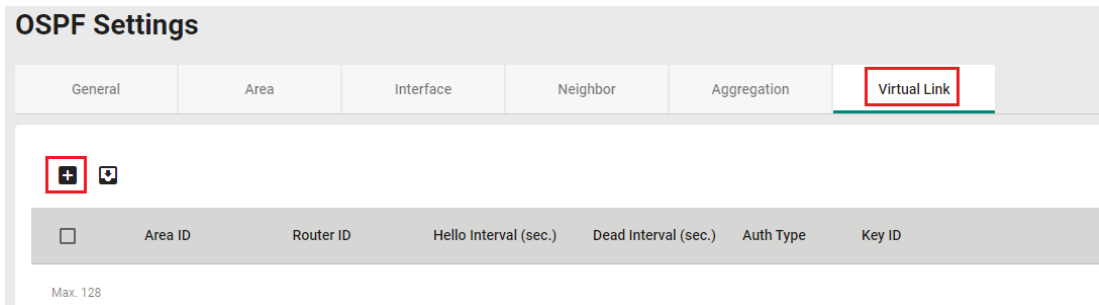 OSPF Settings
General Area Interface Neighbor Aggregation Virtual Link
Area ID Router ID Hello Interval (sec.) Dead Interval (sec.) Auth Type Key ID
Max. 128